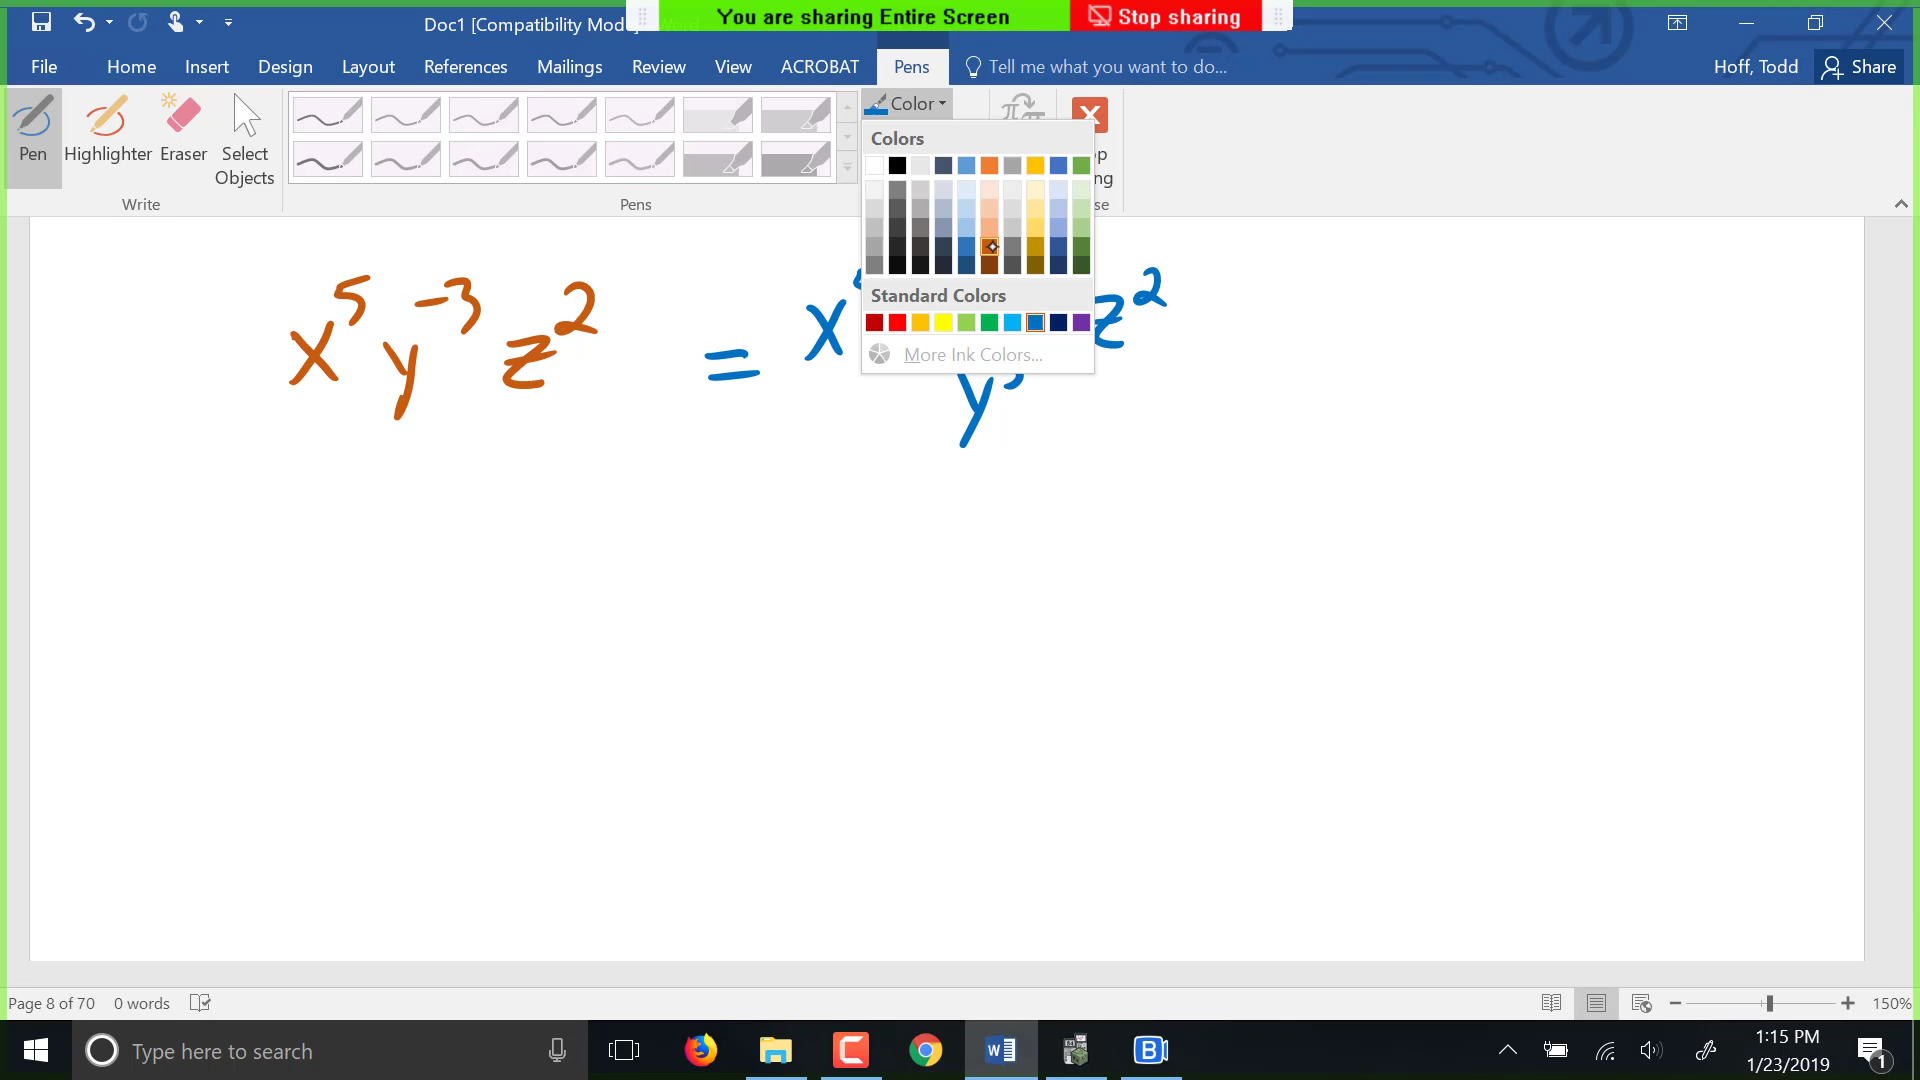 Doc1 [Compatibility Mod
You are sharing Entire Screen
Stop sharing
File Home Insert Design Layout References Mailings Review View ACROBAT Pens Tell me what you want to do... Hoff, Todd Share
Pen Highlighter Eraser Select Objects
Write
Pens
Color
Colors
Standard Colors
More Ink Colors...
x⁵ y⁻³ z² = x z²
y
Page 8 of 70 0 words 150%
Type here to search
1:15 PM
1/23/2019
1